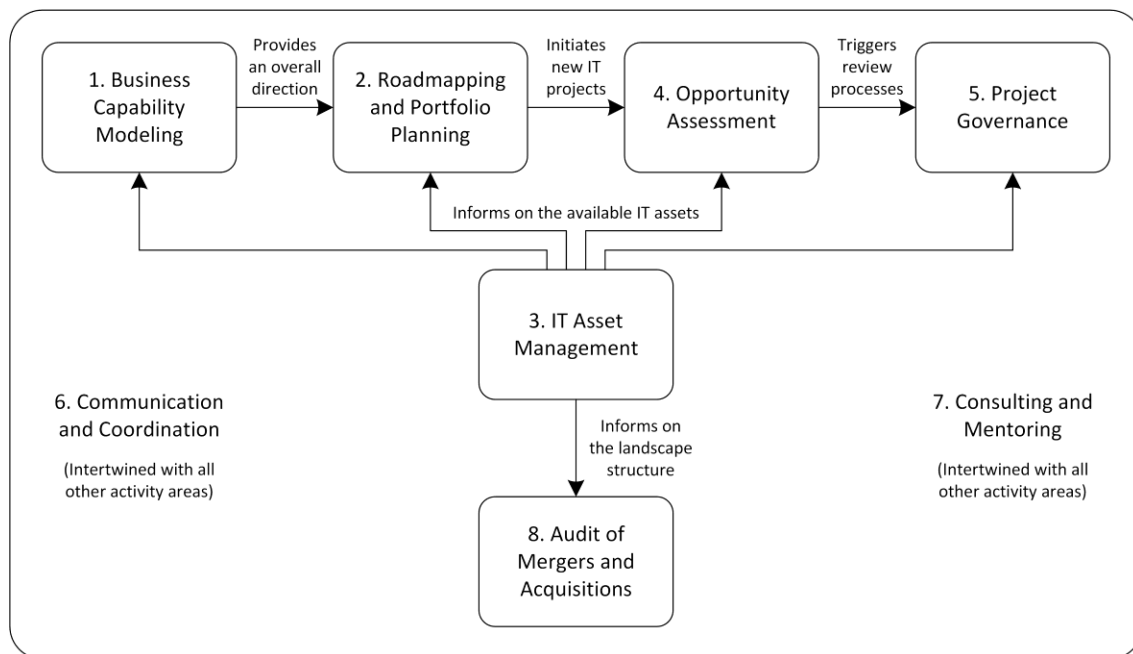 1. Business
Capability
Modeling
Provides
an overall
direction
2. Roadmapping
and Portfolio
Planning
Initiates
new IT
projects
4. Opportunity
Assessment
Triggers
review
processes
5. Project
Governance
Informs on the available IT assets
3. IT Asset
Management
6. Communication
and Coordination
(Intertwined with all
other activity areas)
Informs on
the landscape
structure
7. Consulting and
Mentoring
(Intertwined with all
other activity areas)
8. Audit of
Mergers and
Acquisitions